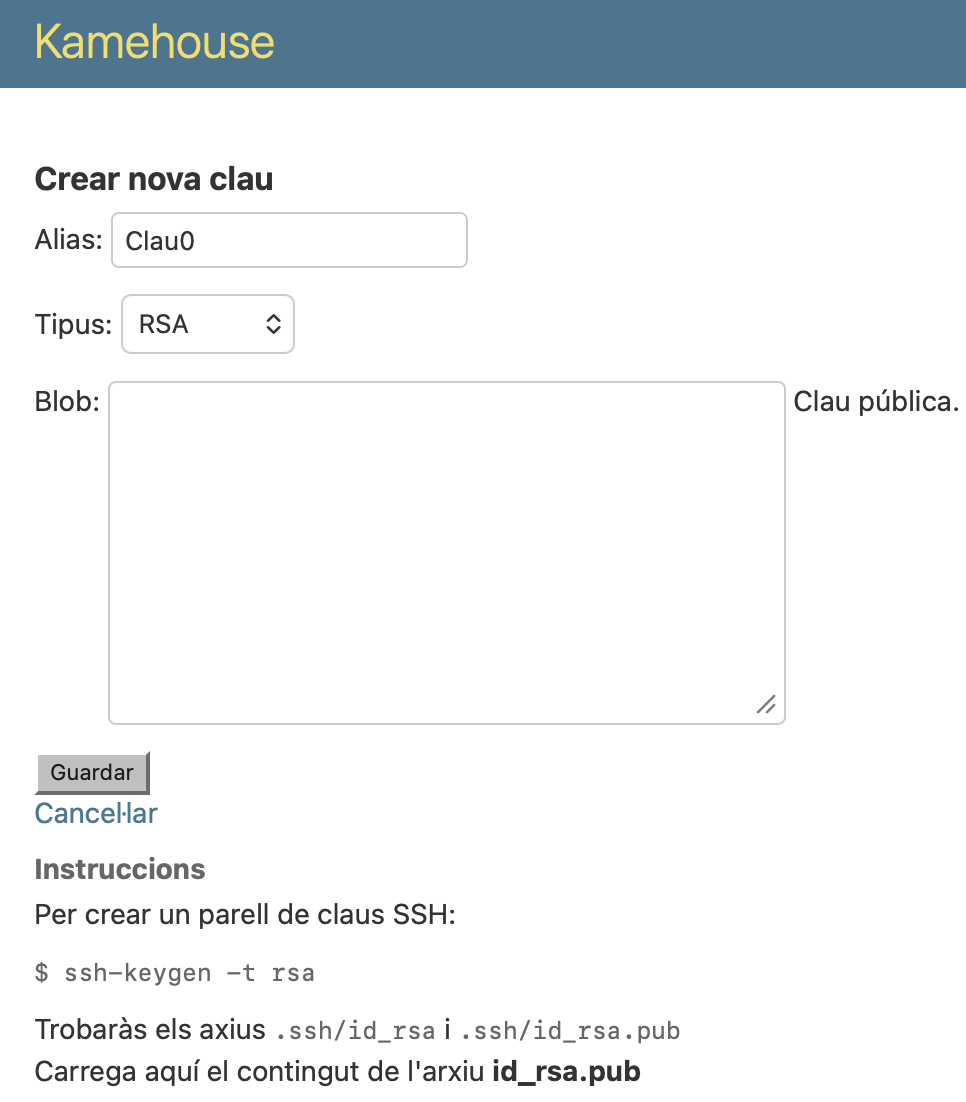 Kamehouse
Crear nova clau
Alias: Clau0
Tipus: RSA
Blob: Clau pública.
Guardar
Cancel·lar
Instruccions
Per crear un parell de claus SSH:
$ ssh-keygen -t rsa
Trobaràs els axius .ssh/id_rsa i .ssh/id_rsa.pub
Carrega aquí el contingut de l'arxiu id_rsa.pub